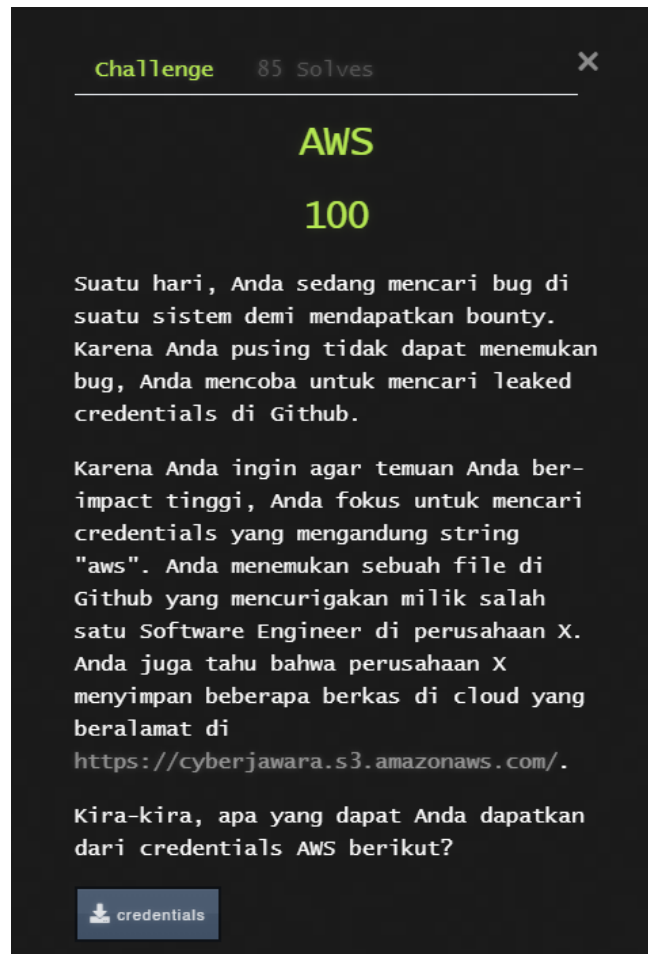 Challenge 85 Solves ×
AWS
100
Suatu hari, Anda sedang mencari bug di
suatu sistem demi mendapatkan bounty.
Karena Anda pusing tidak dapat menemukan
bug, Anda mencoba untuk mencari leaked
credentials di Github.
Karena Anda ingin agar temuan Anda ber-
impact tinggi, Anda fokus untuk mencari
credentials yang mengandung string
"aws". Anda menemukan sebuah file di
Github yang mencurigakan milik salah
satu Software Engineer di perusahaan X.
Anda juga tahu bahwa perusahaan X
menyimpan beberapa berkas di cloud yang
beralamat di
https://cyberjawara.s3.amazonaws.com/.
Kira-kira, apa yang dapat Anda dapatkan
dari credentials AWS berikut?
credentials